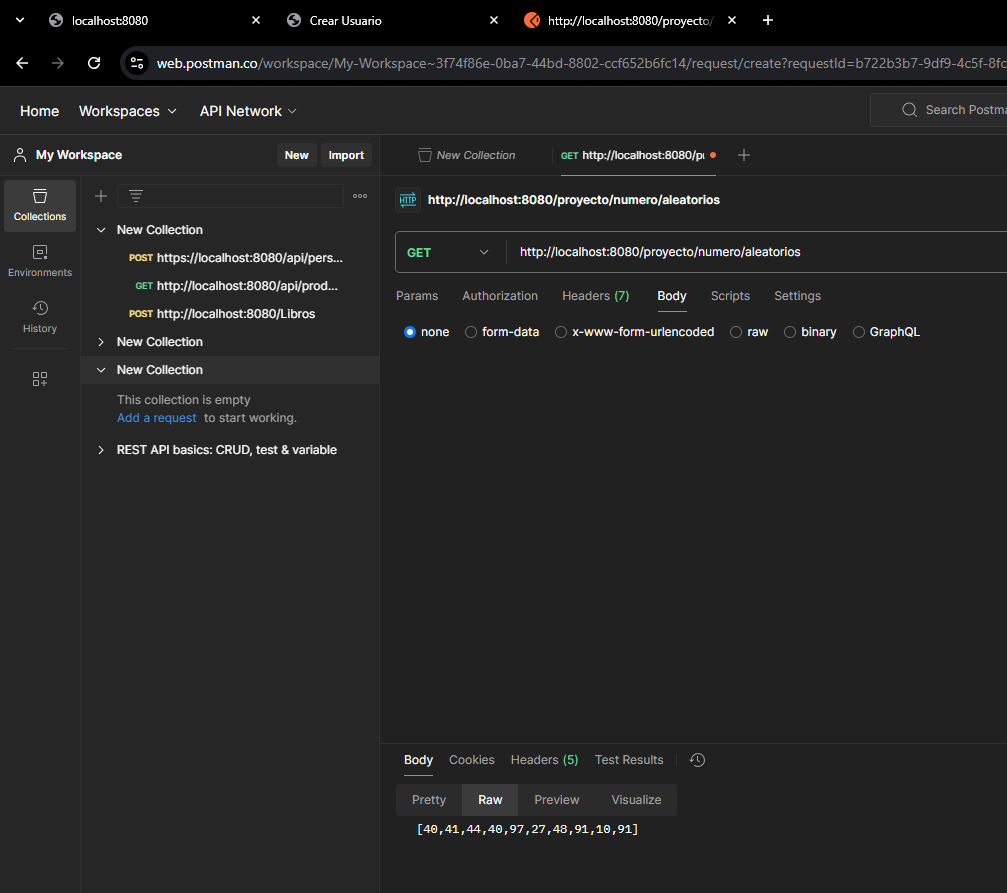 localhost:8080
Crear Usuario
http://localhost:8080/proyecto/
web.postman.co/workspace/My-Workspace~3f74f86e-0ba7-44bd-8802-ccf652b6fc14/request/create?requestId=b722b3b7-9df9-4c5f-8fc
Home Workspaces API Network Search Postma
My Workspace New Import
New Collection GET http://localhost:8080/pr
Collections
HTTP http://localhost:8080/proyecto/numero/aleatorios
New Collection
GET http://localhost:8080/proyecto/numero/aleatorios
POST https://localhost:8080/api/pers...
Environments
GET http://localhost:8080/api/prod...
Params Authorization Headers (7) Body Scripts Settings
History
POST http://localhost:8080/Libros
none form-data x-www-form-urlencoded raw binary GraphQL
New Collection
New Collection
This collection is empty
Add a request to start working.
REST API basics: CRUD, test & variable
Body Cookies Headers (5) Test Results
Pretty Raw Preview Visualize
[40,41,44,40,97,27,48,91,10,91]